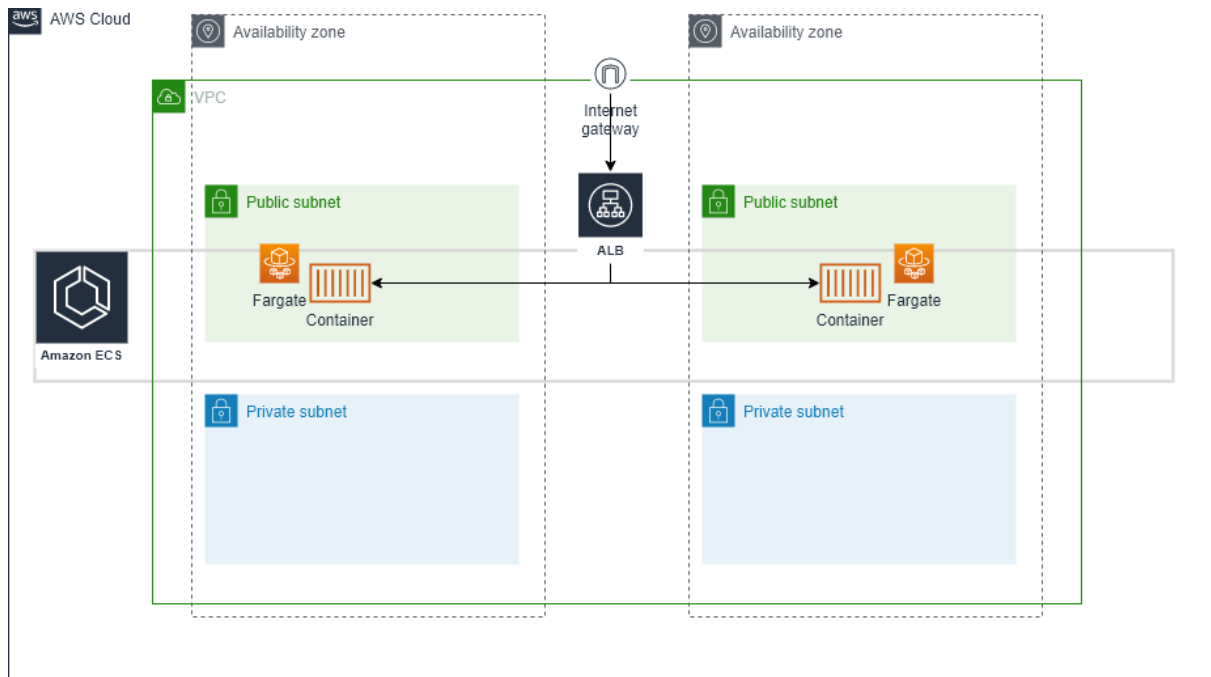 aws
AWS Cloud
Availability zone
Availability zone
VPC
Internet
gateway
Public subnet
Public subnet
ALB
Fargate
Container
Container
Fargate
Amazon ECS
Private subnet
Private subnet